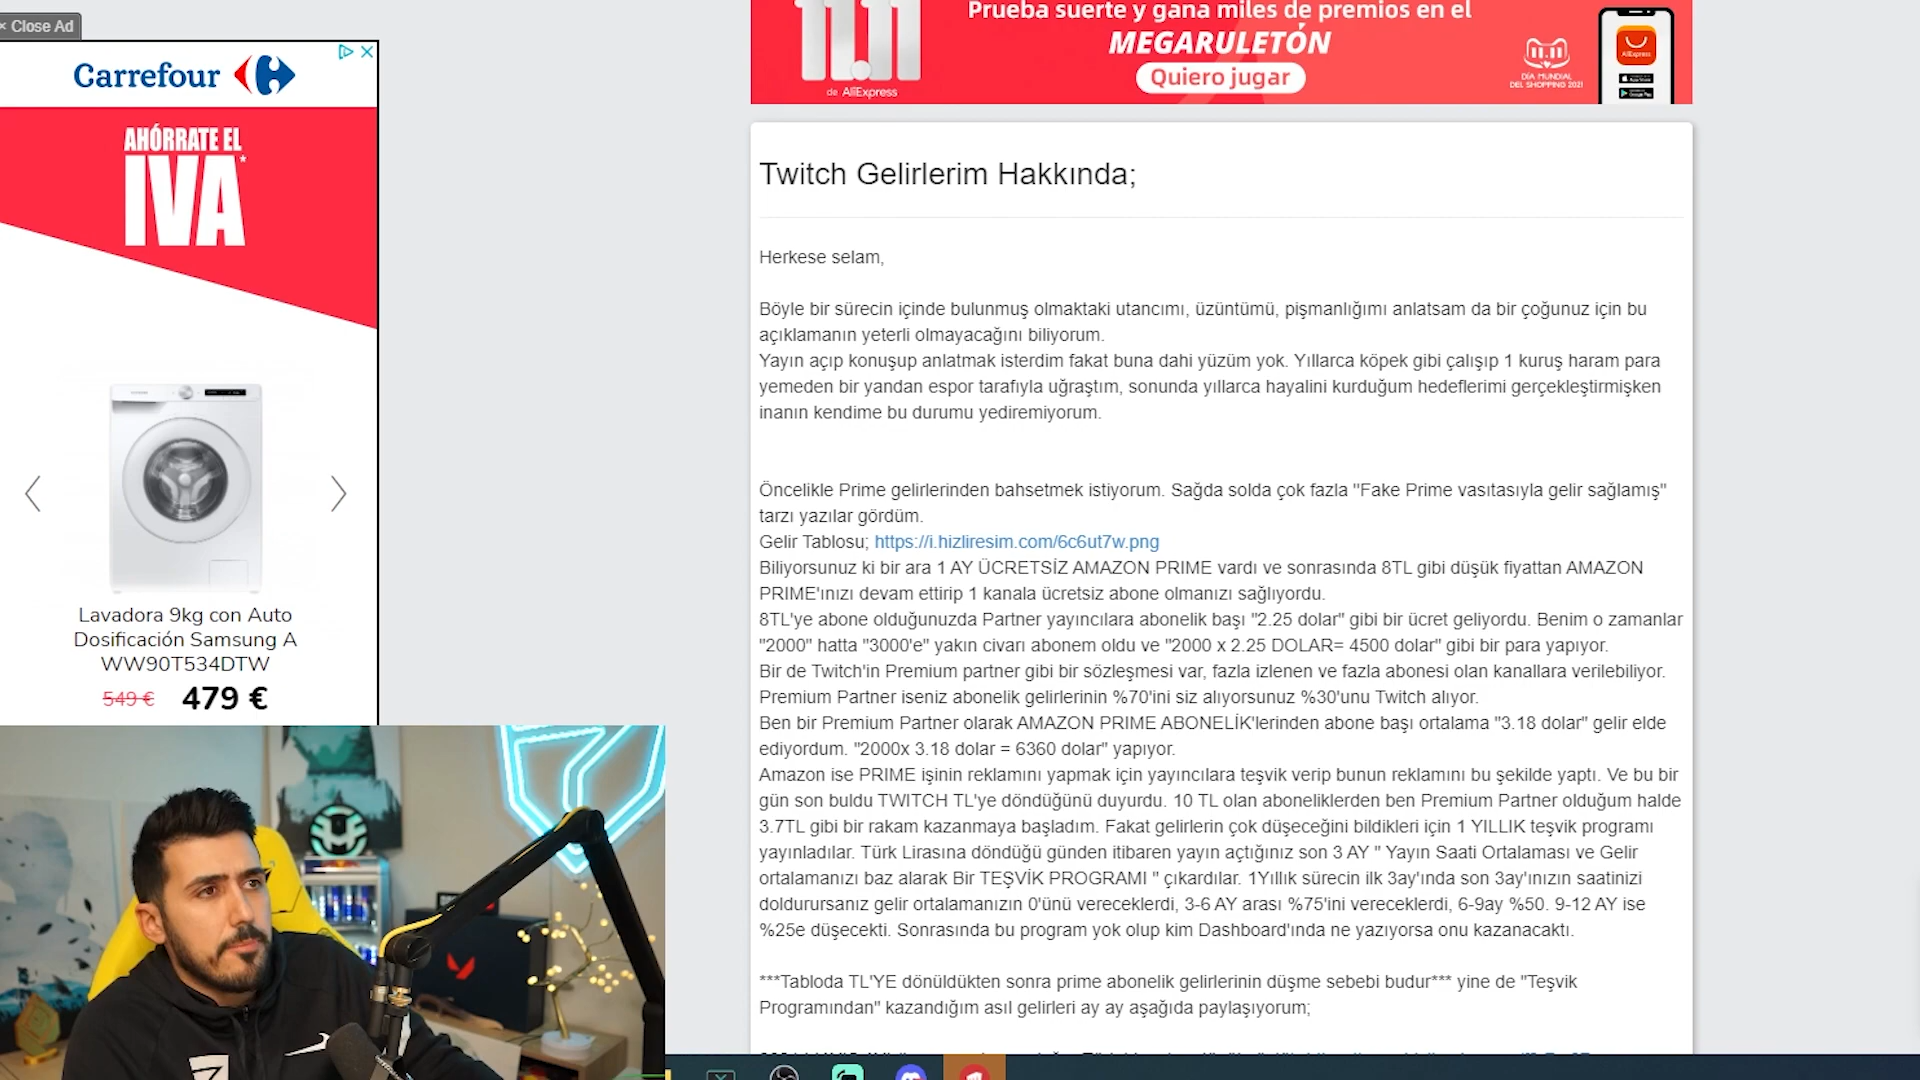 × Close Ad
Carrefour
AHÓRRATE EL
IVA*
Lavadora 9kg con Auto
Dosificación Samsung A
WW90T534DTW
549 € 479 €
Prueba suerte y gana miles de premios en el
11.11
MEGARULETÓN
Quiero jugar
de AliExpress
11.11
DÍA MUNDIAL
DEL SHOPPING 2021
AliExpress
Twitch Gelirlerim Hakkında;
Herkese selam,
Böyle bir sürecin içinde bulunmuş olmaktaki utancımı, üzüntümü, pişmanlığımı anlatsam da bir çoğunuz için bu
açıklamanın yeterli olmayacağını biliyorum.
Yayın açıp konuşup anlatmak isterdim fakat buna dahi yüzüm yok. Yıllarca köpek gibi çalışıp 1 kuruş haram para
yemeden bir yandan espor tarafıyla uğraştım, sonunda yıllarca hayalini kurduğum hedeflerimi gerçekleştirmişken
inanın kendime bu durumu yediremiyorum.
Öncelikle Prime gelirlerinden bahsetmek istiyorum. Sağda solda çok fazla "Fake Prime vasıtasıyla gelir sağlamış"
tarzı yazılar gördüm.
Gelir Tablosu; https://i.hizliresim.com/6c6ut7w.png
Biliyorsunuz ki bir ara 1 AY ÜCRETSİZ AMAZON PRIME vardı ve sonrasında 8TL gibi düşük fiyattan AMAZON
PRIME'ınızı devam ettirip 1 kanala ücretsiz abone olmanızı sağlıyordu.
8TL'ye abone olduğunuzda Partner yayıncılara abonelik başı "2.25 dolar" gibi bir ücret geliyordu. Benim o zamanlar
"2000" hatta "3000'e" yakın civarı abonem oldu ve "2000 x 2.25 DOLAR= 4500 dolar" gibi bir para yapıyor.
Bir de Twitch'in Premium partner gibi bir sözleşmesi var, fazla izlenen ve fazla abonesi olan kanallara verilebiliyor.
Premium Partner iseniz abonelik gelirlerinin %70'ini siz alıyorsunuz %30'unu Twitch alıyor.
Ben bir Premium Partner olarak AMAZON PRIME ABONELİK'lerinden abone başı ortalama "3.18 dolar" gelir elde
ediyordum. "2000x 3.18 dolar = 6360 dolar" yapıyor.
Amazon ise PRIME işinin reklamını yapmak için yayıncılara teşvik verip bunun reklamını bu şekilde yaptı. Ve bu bir
gün son buldu TWITCH TL'ye döndüğünü duyurdu. 10 TL olan aboneliklerden ben Premium Partner olduğum halde
3.7TL gibi bir rakam kazanmaya başladım. Fakat gelirlerin çok düşeceğini bildikleri için 1 YILLIK teşvik programı
yayınladılar. Türk Lirasına döndüğü günden itibaren yayın açtığınız son 3 AY " Yayın Saati Ortalaması ve Gelir
ortalamanızı baz alarak Bir TEŞVİK PROGRAMI " çıkardılar. 1Yıllık sürecin ilk 3ay'ında son 3ay'ınızın saatinizi
doldurursanız gelir ortalamanızın 0'ünü vereceklerdi, 3-6 AY arası %75'ini vereceklerdi, 6-9ay %50. 9-12 AY ise
%25e düşecekti. Sonrasında bu program yok olup kim Dashboard'ında ne yazıyorsa onu kazanacaktı.
***Tabloda TL'YE dönüldükten sonra prime abonelik gelirlerinin düşme sebebi budur*** yine de "Teşvik
Programından" kazandığım asıl gelirleri ay ay aşağıda paylaşıyorum;